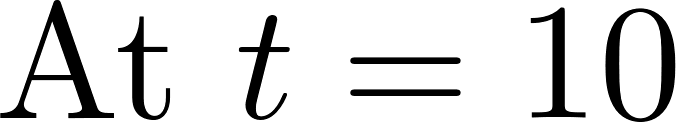 At t = 10